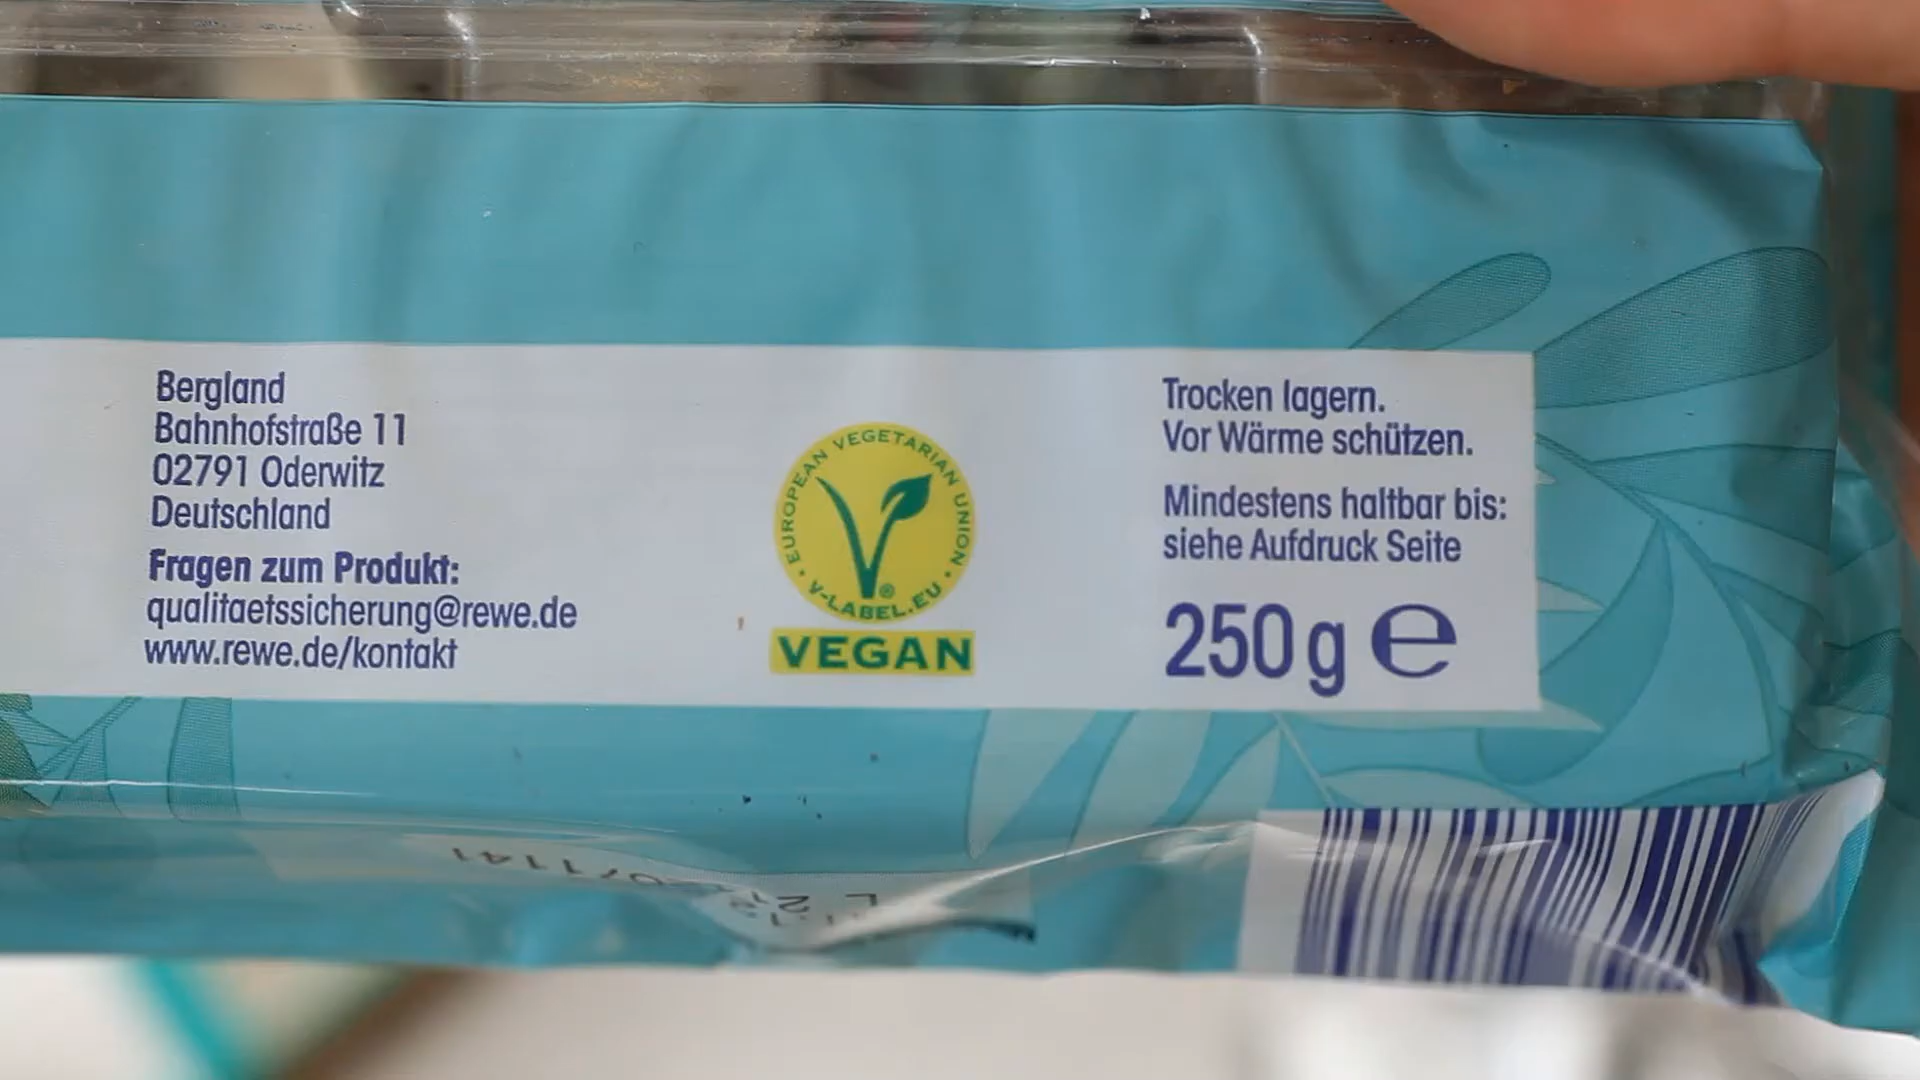 Bergland
Bahnhofstraße 11
02791 Oderwitz
Deutschland
Fragen zum Produkt:
qualitaetssicherung@rewe.de
www.rewe.de/kontakt
EUROPEAN VEGETARIAN UNION
V-LABEL.EU
®
VEGAN
Trocken lagern.
Vor Wärme schützen.
Mindestens haltbar bis:
siehe Aufdruck Seite
250 g ℮